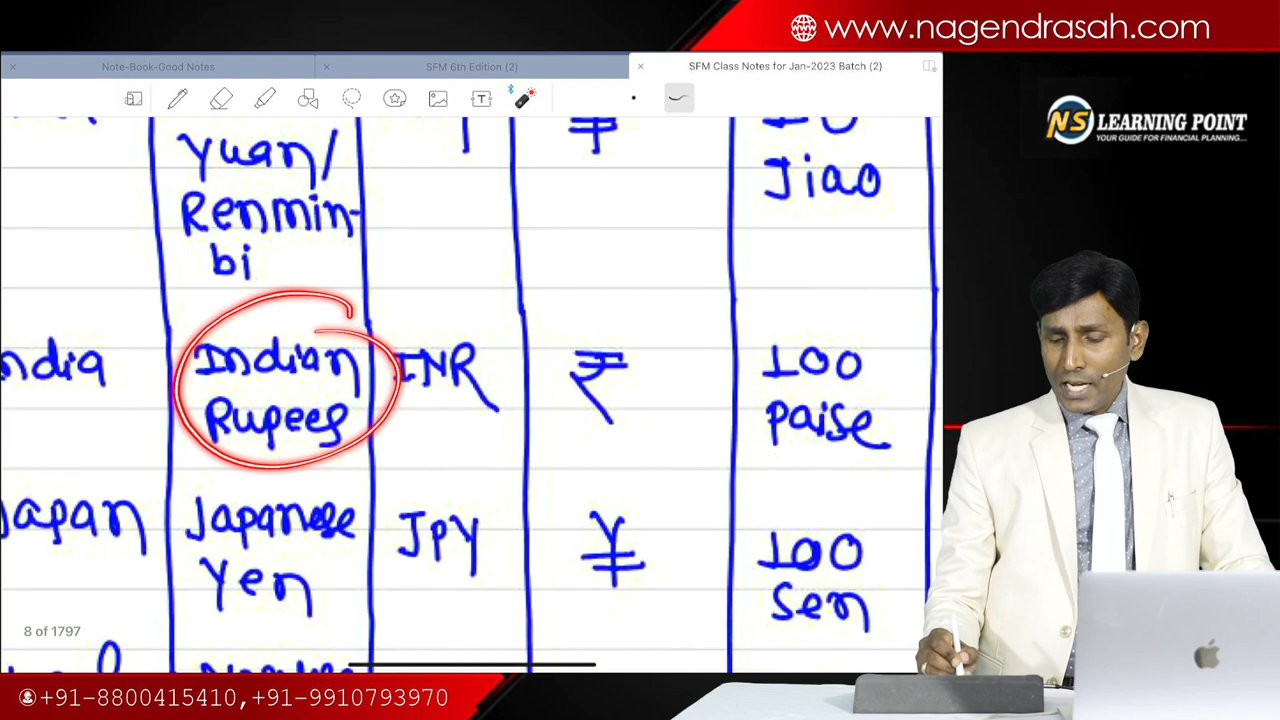 www.nagendrasah.com
Note-Book-Good Notes
SFM 6th Edition (2)
SFM Class Notes for Jan-2023 Batch (2)
NS LEARNING POINT
YOUR GUIDE FOR FINANCIAL PLANNING....
Yuan/
Renmin-
bi
¥
Jiao
Indian
Rupees
INR
₹
100
Paise
Japan
Japanese
Yen
JPY
¥
100
Sen
8 of 1797
+91-8800415410,+91-9910793970